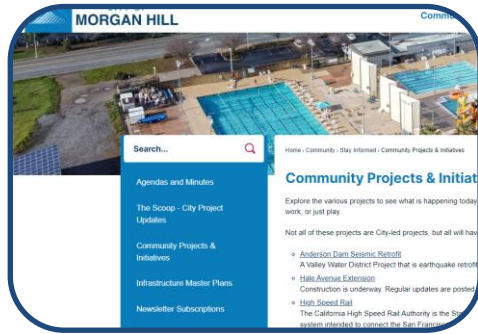 MORGAN HILL
Commu
Search...
Home › Community › Stay Informed › Community Projects & Initiatives
Agendas and Minutes
The Scoop - City Project
Updates
Community Projects &
Initiatives
Infrastructure Master Plans
Newsletter Subscriptions
Community Projects & Initiat
Explore the various projects to see what is happening today
work, or just play.
Not all of these projects are City-led projects, but all will hav
Anderson Dam Seismic Retrofit
A Valley Water District Project that is earthquake retrofit
Hale Avenue Extension
Construction is underway. Regular updates are posted
High Speed Rail
The California High Speed Rail Authority is the Sta
system intended to connect the San Francisc